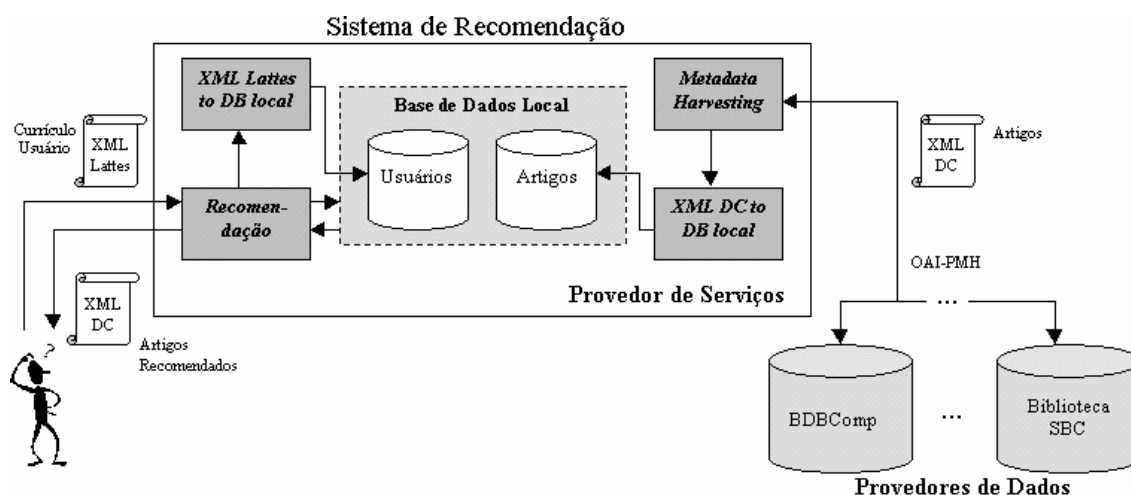 Sistema de Recomendação
XML Lattes
to DB local
Metadata
Harvesting
Base de Dados Local
Currículo
Usuário
XML
Lattes
Usuários
Artigos
XML
DC
Artigos
Recomen-
dação
XML DC to
DB local
OAI-PMH
Provedor de Serviços
...
XML
DC
Artigos
Recomendados
?
BDBComp
...
Biblioteca
SBC
Provedores de Dados